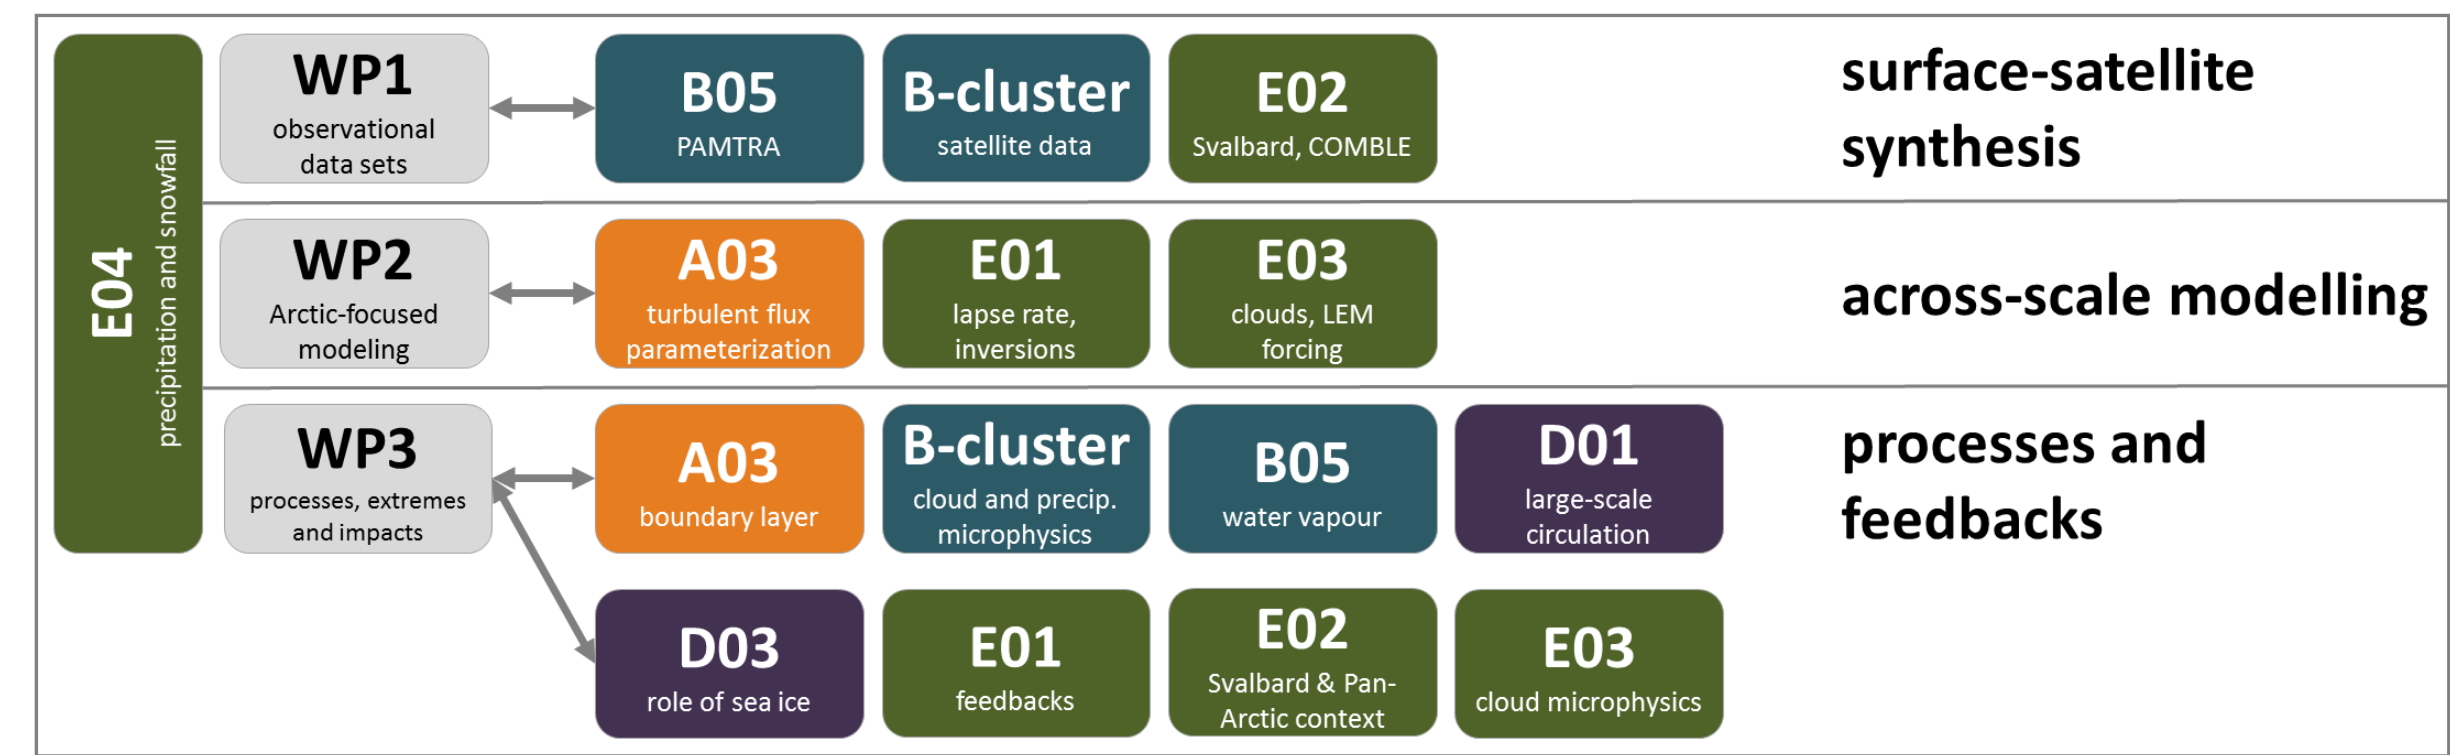 E04
precipitation and snowfall
WP1
observational
data sets
B05
PAMTRA
B-cluster
satellite data
E02
Svalbard, COMBLE
surface-satellite
synthesis
WP2
Arctic-focused
modeling
A03
turbulent flux
parameterization
E01
lapse rate,
inversions
E03
clouds, LEM
forcing
across-scale modelling
WP3
processes, extremes
and impacts
A03
boundary layer
B-cluster
cloud and precip.
microphysics
B05
water vapour
D01
large-scale
circulation
processes and
feedbacks
D03
role of sea ice
E01
feedbacks
E02
Svalbard & Pan-
Arctic context
E03
cloud microphysics